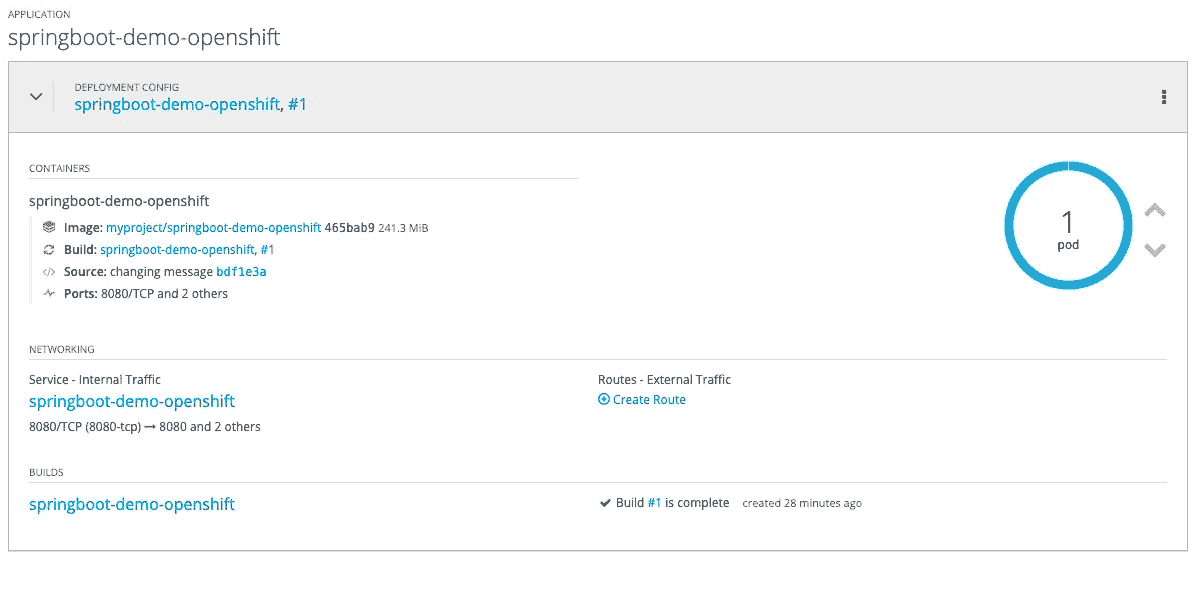 APPLICATION
springboot-demo-openshift
DEPLOYMENT CONFIG
springboot-demo-openshift, #1
CONTAINERS
springboot-demo-openshift
Image: myproject/springboot-demo-openshift 465bab9 241.3 MiB
Build: springboot-demo-openshift, #1
Source: changing message bdf1e3a
Ports: 8080/TCP and 2 others
1
pod
NETWORKING
Service - Internal Traffic
springboot-demo-openshift
8080/TCP (8080-tcp) → 8080 and 2 others
Routes - External Traffic
Create Route
BUILDS
springboot-demo-openshift
Build #1 is complete created 28 minutes ago